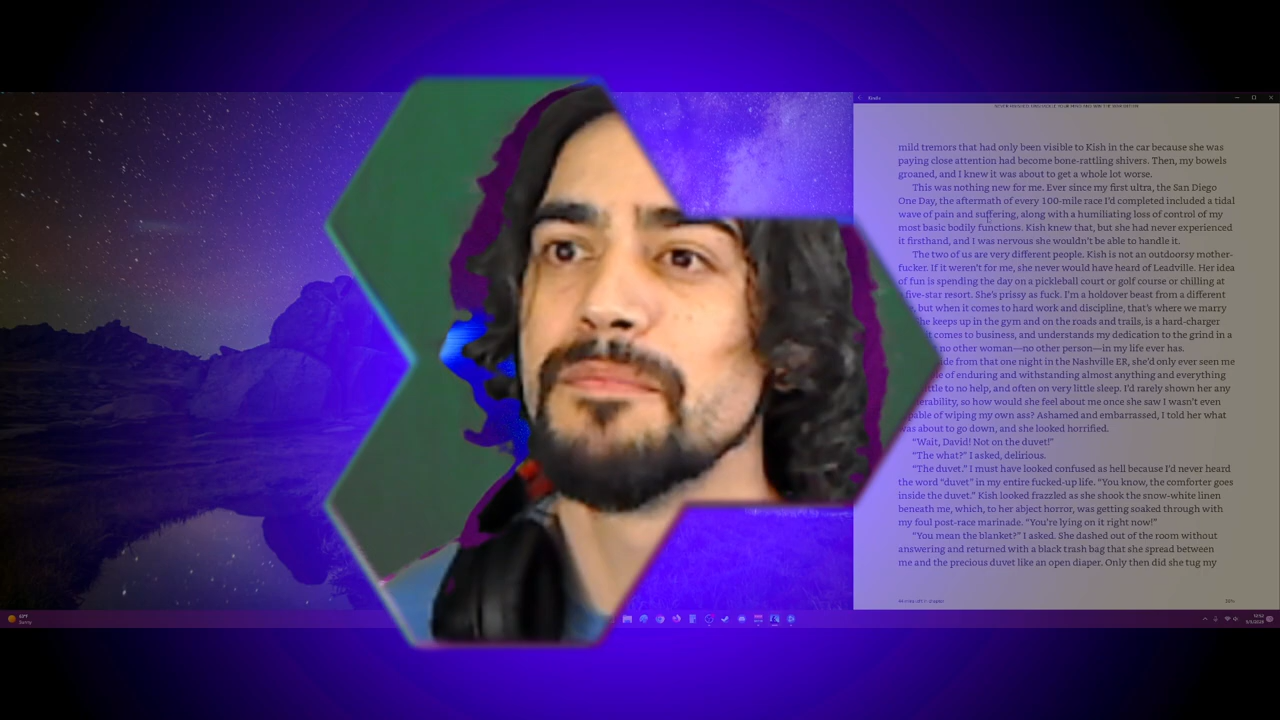 Kindle
NEVER FINISHED: UNSHACKLE YOUR MIND AND WIN THE WAR WITHIN
mild tremors that had only been visible to Kish in the car because she was
paying close attention had become bone-rattling shivers. Then, my bowels
groaned, and I knew it was about to get a whole lot worse.
This was nothing new for me. Ever since my first ultra, the San Diego
One Day, the aftermath of every 100-mile race I'd completed included a tidal
wave of pain and suffering, along with a humiliating loss of control of my
most basic bodily functions. Kish knew that, but she had never experienced
it firsthand, and I was nervous she wouldn't be able to handle it.
The two of us are very different people. Kish is not an outdoorsy mother-
fucker. If it weren't for me, she never would have heard of Leadville. Her idea
of fun is spending the day on a pickleball court or golf course or chilling at
five-star resort. She's prissy as fuck. I'm a holdover beast from a different
but when it comes to hard work and discipline, that's where we marry
he keeps up in the gym and on the roads and trails, is a hard-charger
comes to business, and understands my dedication to the grind in a
no other woman—no other person—in my life ever has.
de from that one night in the Nashville ER, she'd only ever seen me
e of enduring and withstanding almost anything and everything
ttle to no help, and often on very little sleep. I'd rarely shown her any
erability, so how would she feel about me once she saw I wasn't even
able of wiping my own ass? Ashamed and embarrassed, I told her what
was about to go down, and she looked horrified.
“Wait, David! Not on the duvet!”
“The what?” I asked, delirious.
“The duvet.” I must have looked confused as hell because I'd never heard
the word “duvet” in my entire fucked-up life. “You know, the comforter goes
inside the duvet.” Kish looked frazzled as she shook the snow-white linen
beneath me, which, to her abject horror, was getting soaked through with
my foul post-race marinade. “You're lying on it right now!”
“You mean the blanket?” I asked. She dashed out of the room without
answering and returned with a black trash bag that she spread between
me and the precious duvet like an open diaper. Only then did she tug my
Sunny